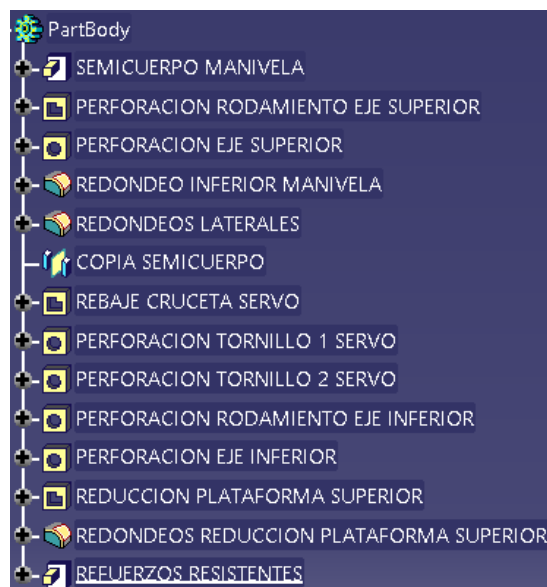 PartBody
SEMICUERPO MANIVELA
PERFORACION RODAMIENTO EJE SUPERIOR
PERFORACION EJE SUPERIOR
REDONDEO INFERIOR MANIVELA
REDONDEOS LATERALES
COPIA SEMICUERPO
REBAJE CRUCETA SERVO
PERFORACION TORNILLO 1 SERVO
PERFORACION TORNILLO 2 SERVO
PERFORACION RODAMIENTO EJE INFERIOR
PERFORACION EJE INFERIOR
REDUCCION PLATAFORMA SUPERIOR
REDONDEOS REDUCCION PLATAFORMA SUPERIOR
REFUERZOS RESISTENTES